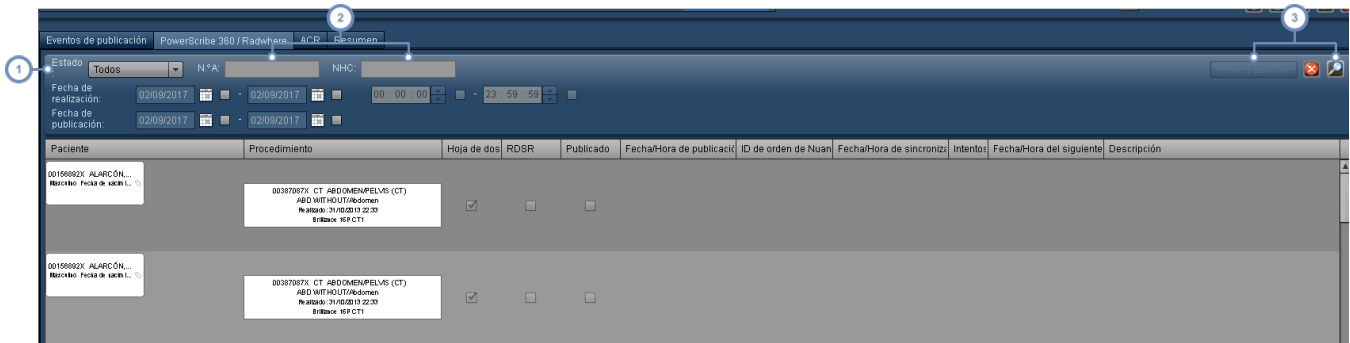 2
3
Eventos de publicación PowerScribe 360 / Radwhere ACR Resumen
1
Estado Todos N.ºA: NHC:
Fecha de
realización: 02/09/2017 - 02/09/2017 00 : 00 : 00 - 23 : 59 : 59
Fecha de
publicación: 02/09/2017 - 02/09/2017
Paciente Procedimiento Hoja de dos RDSR Publicado Fecha/Hora de publicació ID de orden de Nuan Fecha/Hora de sincroniza Intentos Fecha/Hora del siguiente Descripción
00156892X ALARCÓN,...
Masculino Fecha de nacim i...
00387087X CT ABDOMEN/PELVIS (CT)
ABD WITHOUT/Abdomen
Realizado: 31/10/2013 22:33
Brilliance 16P CT1
00156892X ALARCÓN,...
Masculino Fecha de nacim i...
00387087X CT ABDOMEN/PELVIS (CT)
ABD WITHOUT/Abdomen
Realizado: 31/10/2013 22:33
Brilliance 16P CT1